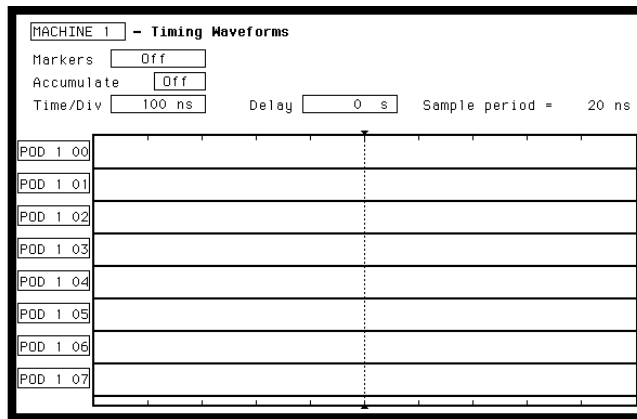 MACHINE 1 - Timing Waveforms
Markers Off
Accumulate Off
Time/Div 100 ns Delay 0 s Sample period = 20 ns
POD 1 00
POD 1 01
POD 1 02
POD 1 03
POD 1 04
POD 1 05
POD 1 06
POD 1 07